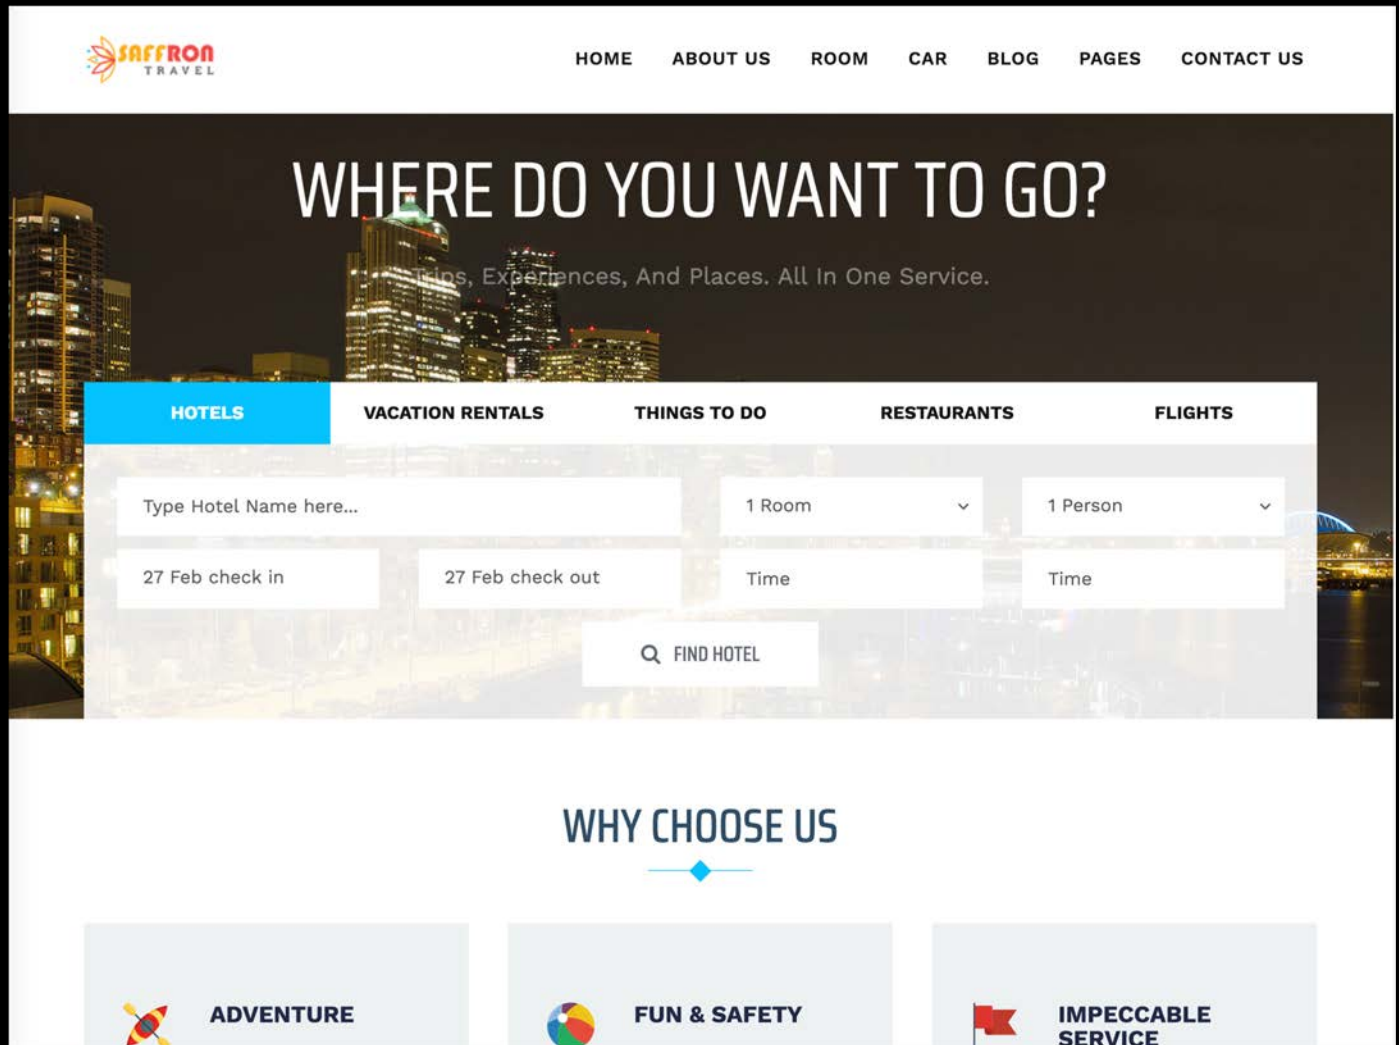 SAFFRON
TRAVEL
HOME ABOUT US ROOM CAR BLOG PAGES CONTACT US
WHERE DO YOU WANT TO GO?
Trips, Experiences, And Places. All In One Service.
HOTELS VACATION RENTALS THINGS TO DO RESTAURANTS FLIGHTS
Type Hotel Name here... 1 Room 1 Person
27 Feb check in 27 Feb check out Time Time
FIND HOTEL
WHY CHOOSE US
ADVENTURE FUN & SAFETY IMPECCABLE
SERVICE